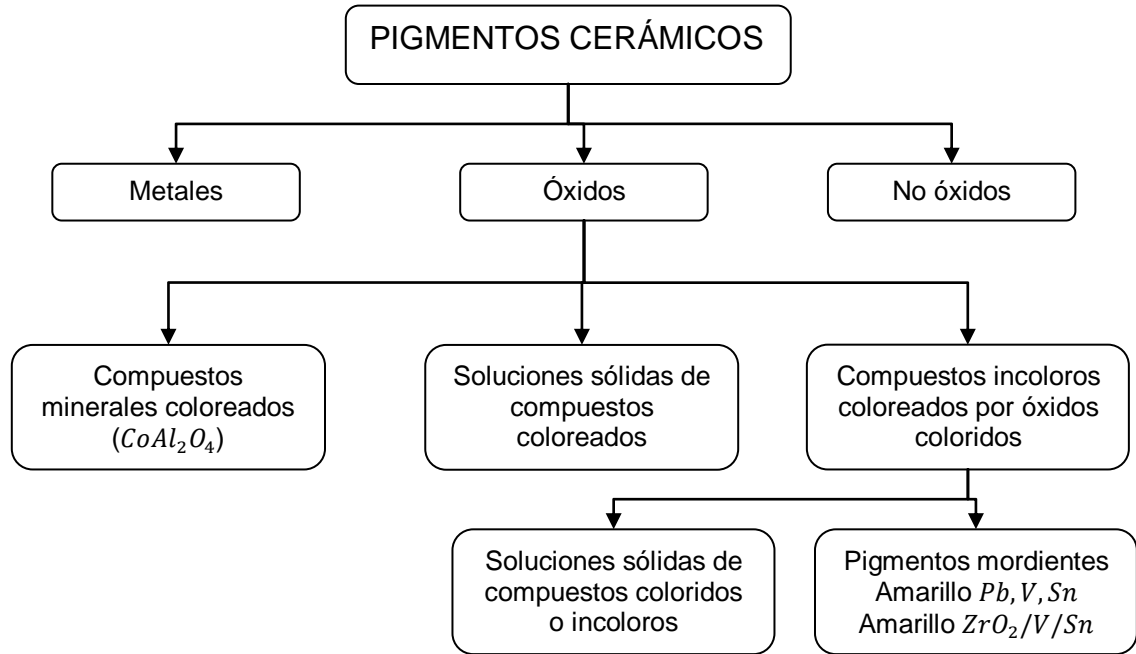 PIGMENTOS CERÁMICOS
Metales
Óxidos
No óxidos
Compuestos
minerales coloreados
(CoAl₂O₄)
Soluciones sólidas de
compuestos
coloreados
Compuestos incoloros
coloreados por óxidos
coloridos
Soluciones sólidas de
compuestos coloridos
o incoloros
Pigmentos mordientes
Amarillo Pb, V, Sn
Amarillo ZrO₂/V/Sn